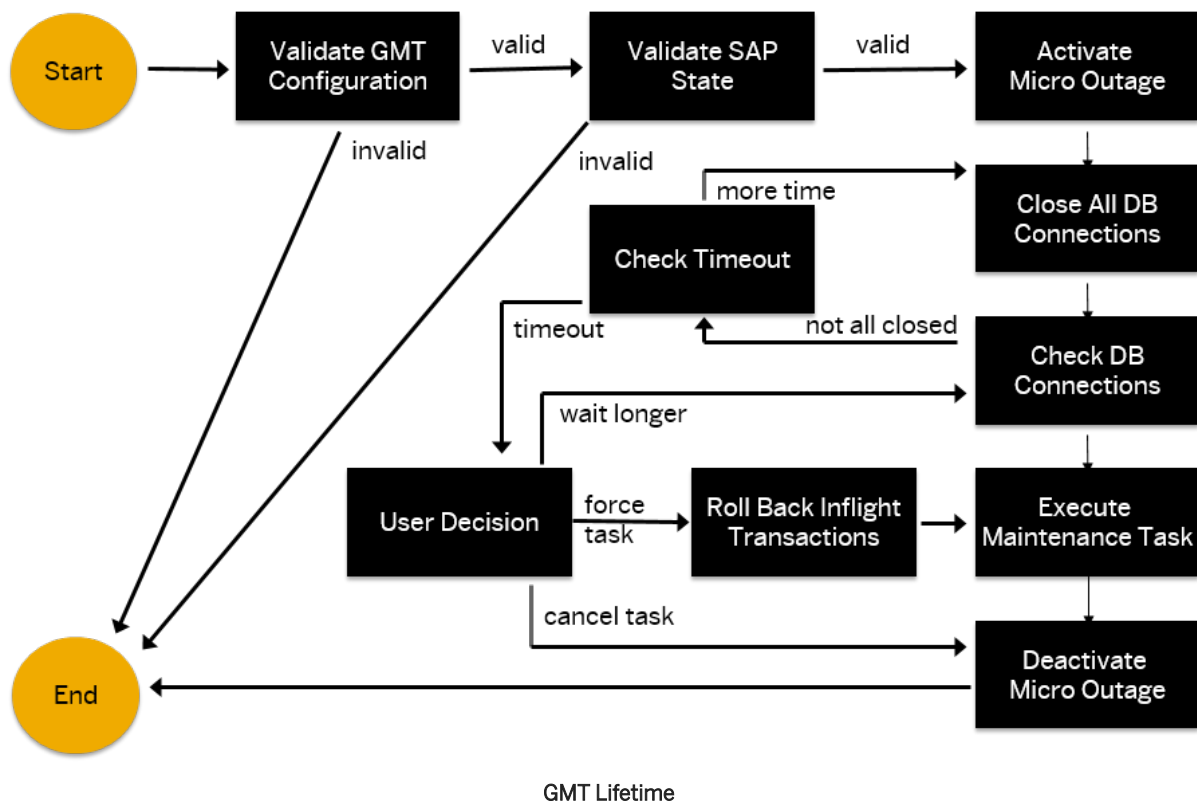 Start
Validate GMT
Configuration
valid
Validate SAP
State
valid
Activate
Micro Outage
invalid
invalid
more time
Close All DB
Connections
Check Timeout
timeout
not all closed
Check DB
Connections
wait longer
User Decision
force
task
Roll Back Inflight
Transactions
Execute
Maintenance Task
cancel task
Deactivate
Micro Outage
End
GMT Lifetime